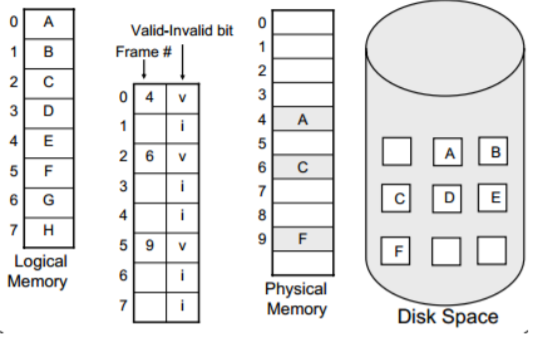 Valid-Invalid bit
Frame #
0 A
1 B
2 C
3 D
4 E
5 F
6 G
7 H
Logical
Memory
0 4 v
1 i
2 6 v
3 i
4 i
5 9 v
6 i
7 i
0
1
2
3
4 A
5
6 C
7
8
9 F
Physical
Memory
A B
C D E
F
Disk Space